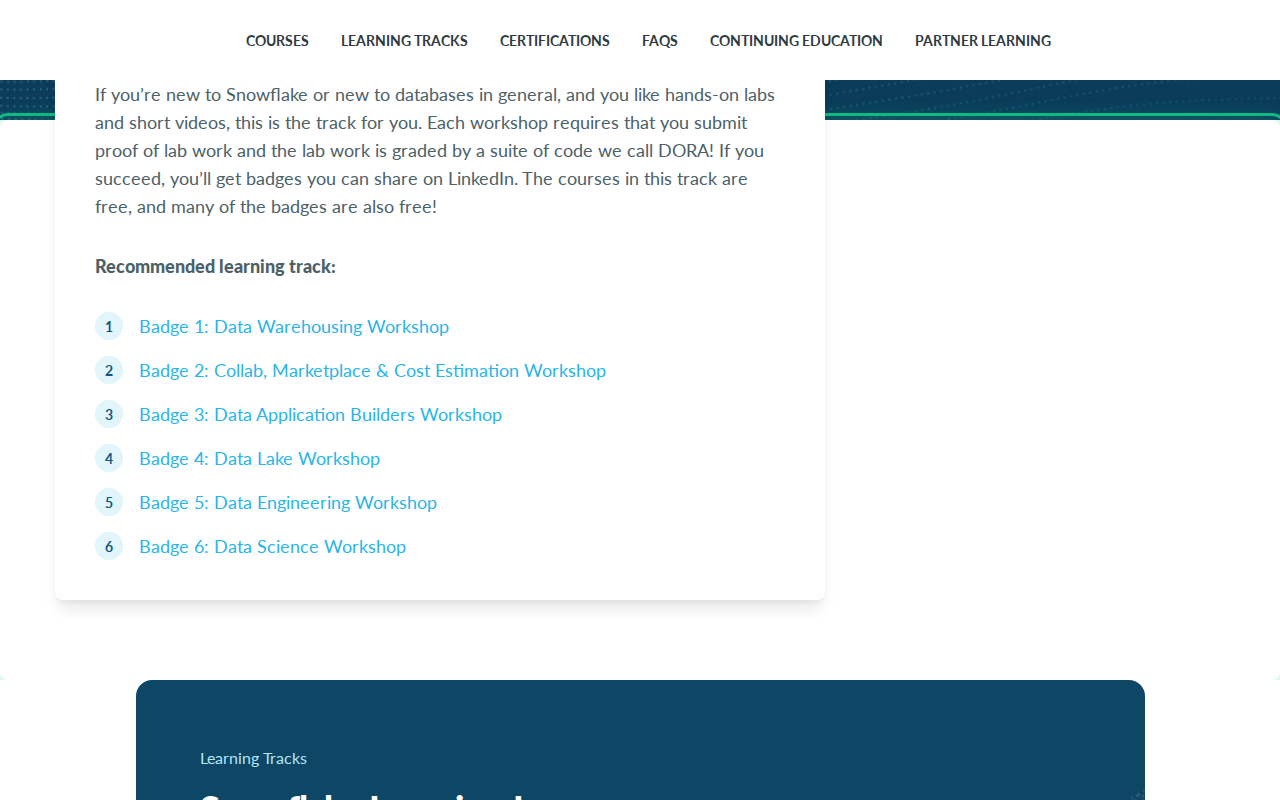 COURSES LEARNING TRACKS CERTIFICATIONS FAQS CONTINUING EDUCATION PARTNER LEARNING
If you’re new to Snowflake or new to databases in general, and you like hands-on labs
and short videos, this is the track for you. Each workshop requires that you submit
proof of lab work and the lab work is graded by a suite of code we call DORA! If you
succeed, you’ll get badges you can share on LinkedIn. The courses in this track are
free, and many of the badges are also free!
Recommended learning track:
1 Badge 1: Data Warehousing Workshop
2 Badge 2: Collab, Marketplace & Cost Estimation Workshop
3 Badge 3: Data Application Builders Workshop
4 Badge 4: Data Lake Workshop
5 Badge 5: Data Engineering Workshop
6 Badge 6: Data Science Workshop
Learning Tracks